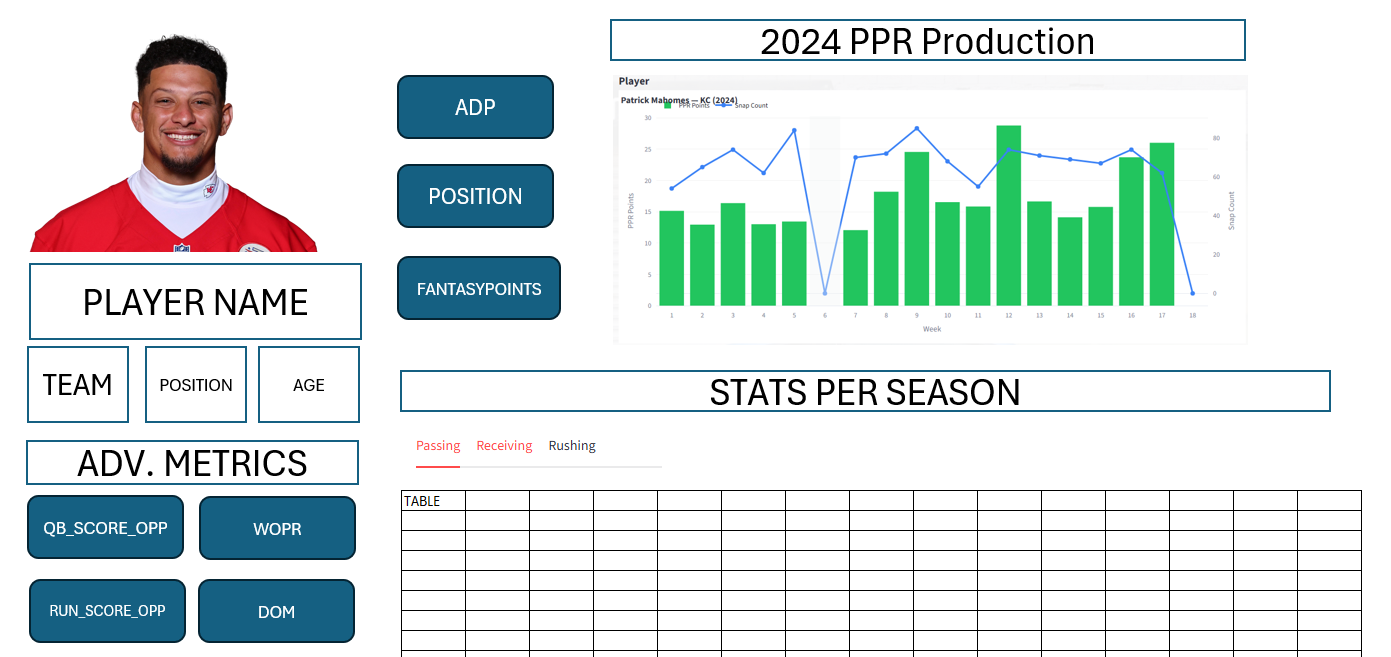 2024 PPR Production
Player
Patrick Mahomes — KC (2024)
PPR Points
Snap Count
30
25
20
15
10
5
0
80
60
40
20
0
PPR Points
Snap Count
1 2 3 4 5 6 7 8 9 10 11 12 13 14 15 16 17 18
Week
ADP
POSITION
FANTASYPOINTS
PLAYER NAME
TEAM
POSITION
AGE
ADV. METRICS
QB_SCORE_OPP
WOPR
RUN_SCORE_OPP
DOM
STATS PER SEASON
Passing Receiving Rushing
TABLE